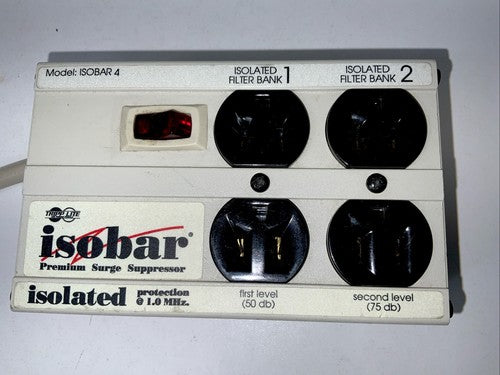 Model: ISOBAR 4
ISOLATED
FILTER BANK 1
ISOLATED
FILTER BANK 2
TRIPP LITE
isobar®
Premium Surge Suppressor
isolated protection
@ 1.0 MHz.
first level
(50 db)
second level
(75 db)